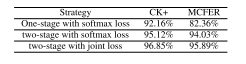 Strategy CK+ MCFER
One-stage with softmax loss 92.16% 82.36%
two-stage with softmax loss 95.12% 94.03%
two-stage with joint loss 96.85% 95.89%